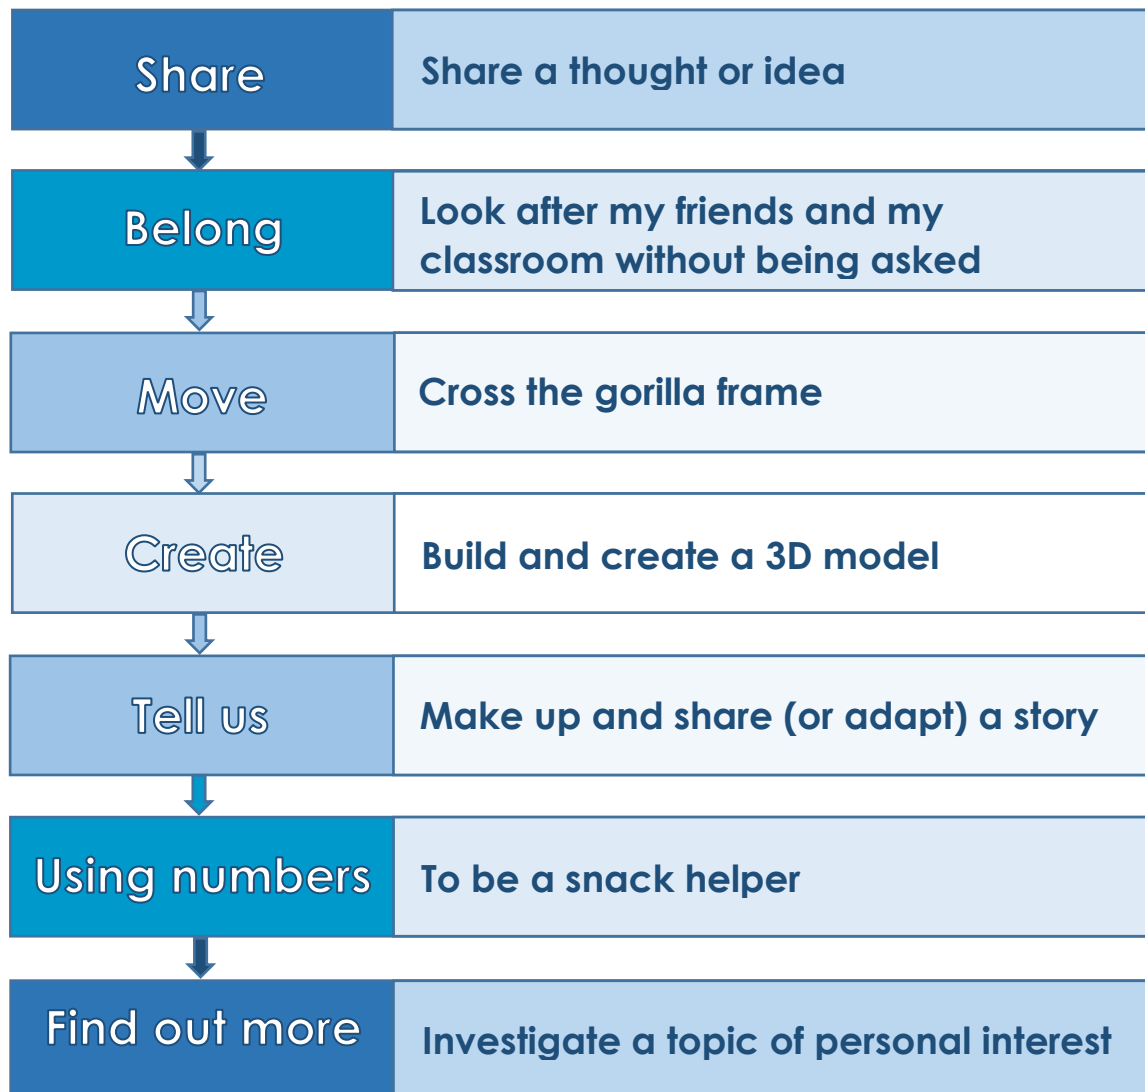 Share
Share a thought or idea
Belong
Look after my friends and my
classroom without being asked
Move
Cross the gorilla frame
Create
Build and create a 3D model
Tell us
Make up and share (or adapt) a story
Using numbers
To be a snack helper
Find out more
Investigate a topic of personal interest